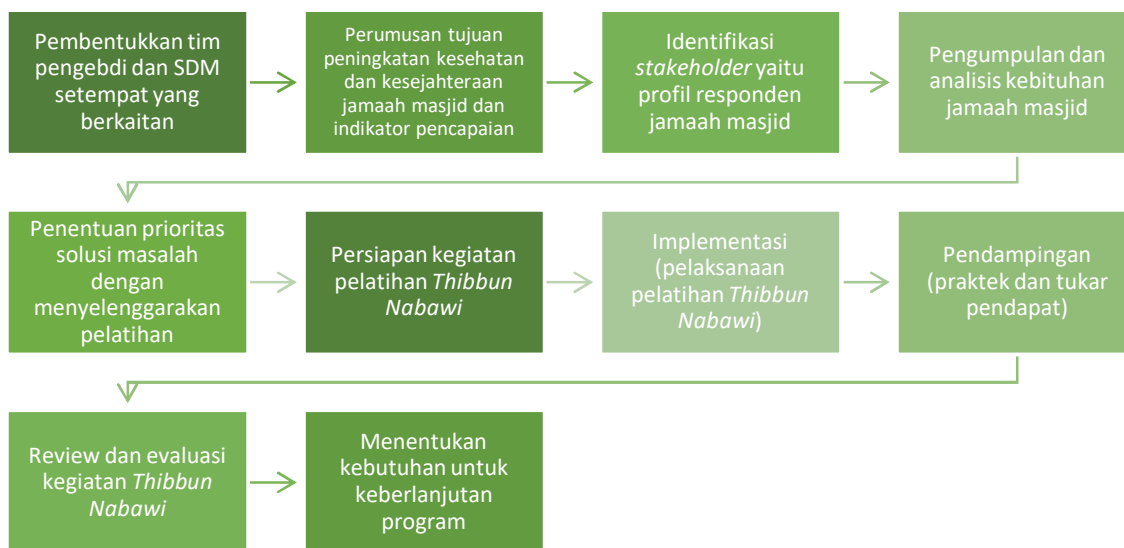 Pembentukkan tim
pengebdi dan SDM
setempat yang
berkaitan
Perumusan tujuan
peningkatan kesehatan
dan kesejahteraan
jamaah masjid dan
indikator pencapaian
Identifikasi
stakeholder yaitu
profil responden
jamaah masjid
Pengumpulan dan
analisis kebituhan
jamaah masjid
Penentuan prioritas
solusi masalah
dengan
menyelenggarakan
pelatihan
Persiapan kegiatan
pelatihan Thibbun
Nabawi
Implementasi
(pelaksanaan
pelatihan Thibbun
Nabawi)
Pendampingan
(praktek dan tukar
pendapat)
Review dan evaluasi
kegiatan Thibbun
Nabawi
Menentukan
kebutuhan untuk
keberlanjutan
program